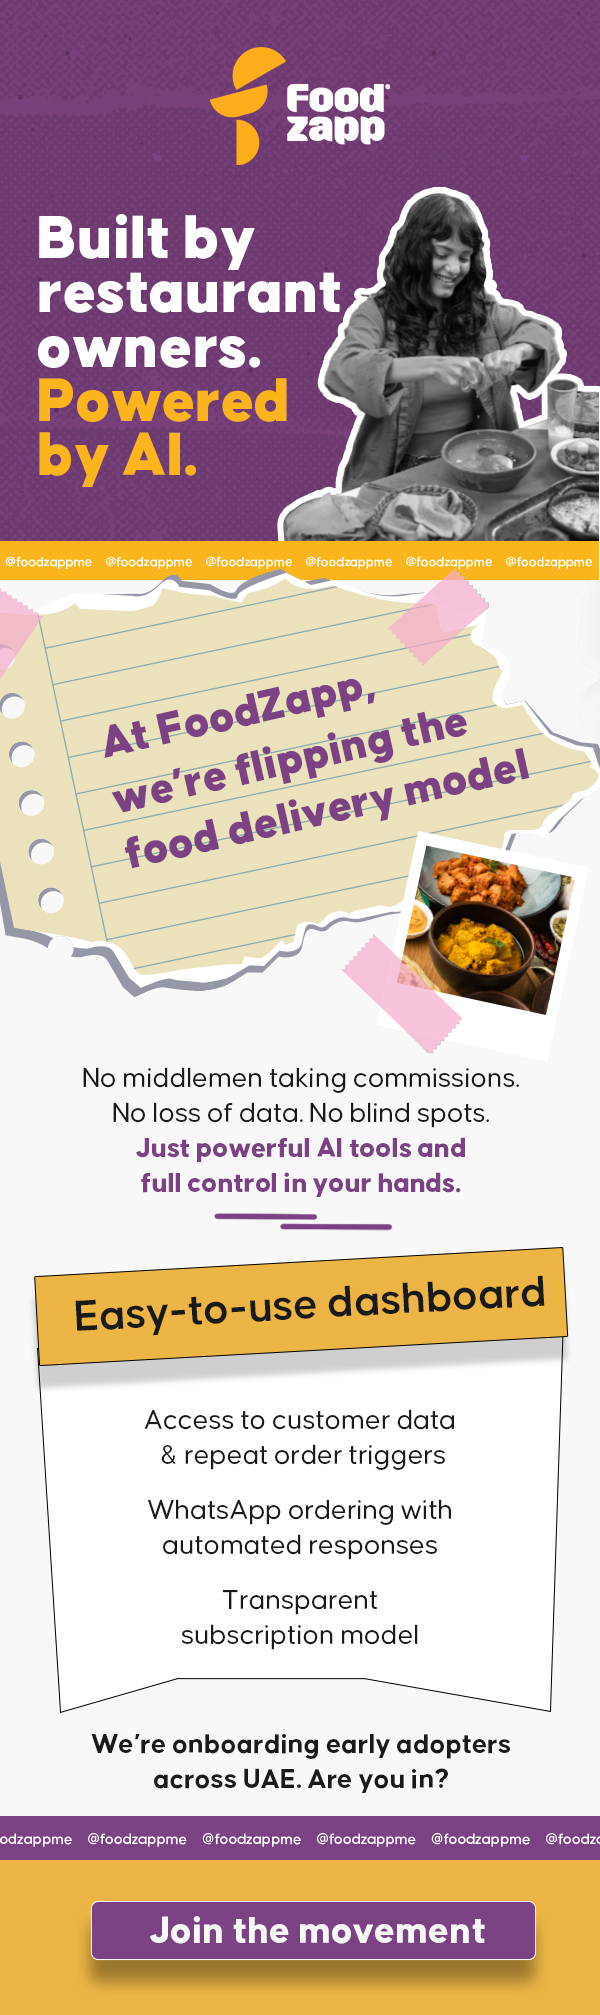 Food
zapp
Built by
restaurant
owners.
Powered
by AI.
@foodzappme @foodzappme @foodzappme @foodzappme @foodzappme @foodzappme
At FoodZapp,
we're flipping the
food delivery model
No middlemen taking commissions.
No loss of data. No blind spots.
Just powerful AI tools and
full control in your hands.
Easy-to-use dashboard
Access to customer data
& repeat order triggers
WhatsApp ordering with
automated responses
Transparent
subscription model
We're onboarding early adopters
across UAE. Are you in?
odzappme @foodzappme @foodzappme @foodzappme @foodzappme @foodz
Join the movement